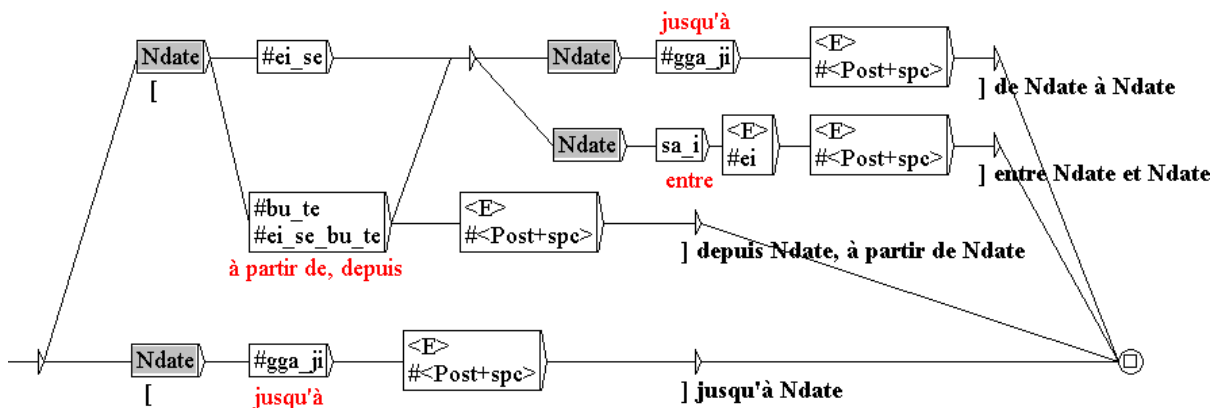 jusqu'à
Ndate #ei_se Ndate #gga_ji <E>
#<Post+spc>
[ ] de Ndate à Ndate
Ndate sa_i <E> <E>
#ei #<Post+spc>
entre ] entre Ndate et Ndate
#bu_te <E>
#ei_se_bu_te #<Post+spc>
à partir de, depuis ] depuis Ndate, à partir de Ndate
Ndate #gga_ji <E>
#<Post+spc>
[ jusqu'à ] jusqu'à Ndate